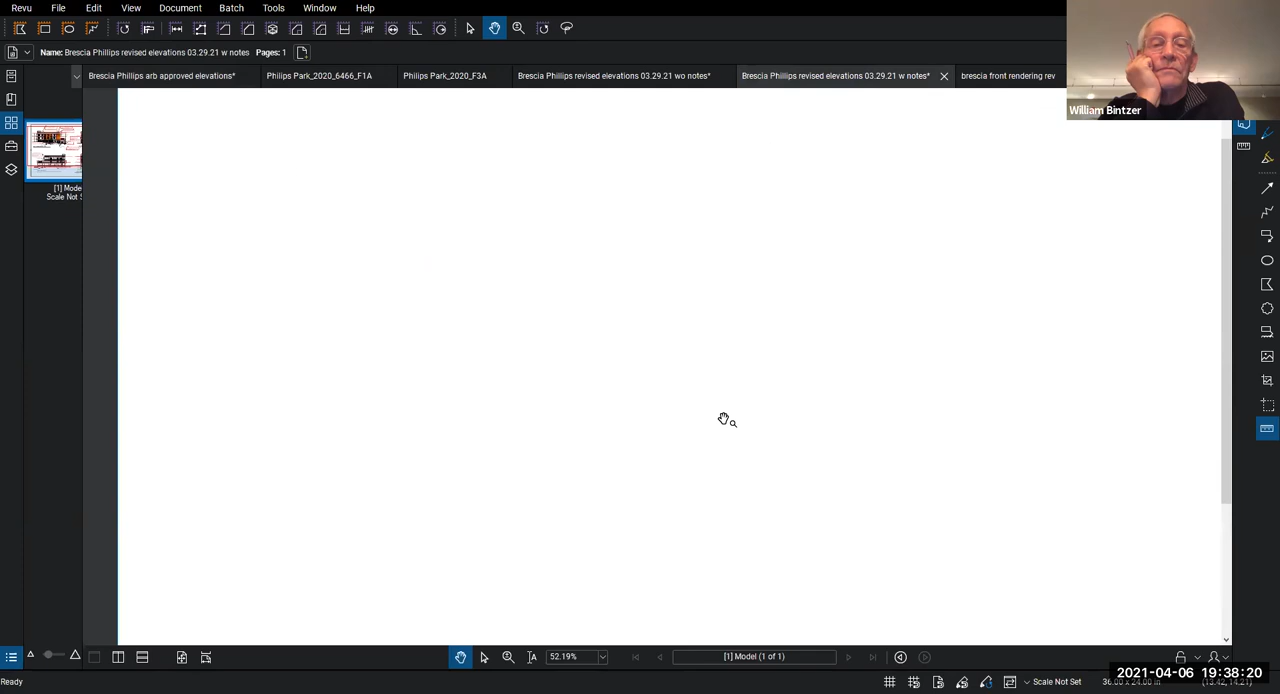 Revu File Edit View Document Batch Tools Window Help
Name: Brescia Phillips revised elevations 03.29.21 w notes Pages: 1
Brescia Phillips arb approved elevations* Philips Park_2020_6466_F1A Philips Park_2020_F3A Brescia Phillips revised elevations 03.29.21 wo notes* Brescia Phillips revised elevations 03.29.21 w notes* brescia front rendering rev
William Bintzer
[1] Mode
Scale Not S
52.19% [1] Model (1 of 1)
2021-04-06 19:38:20
Ready Scale Not Set